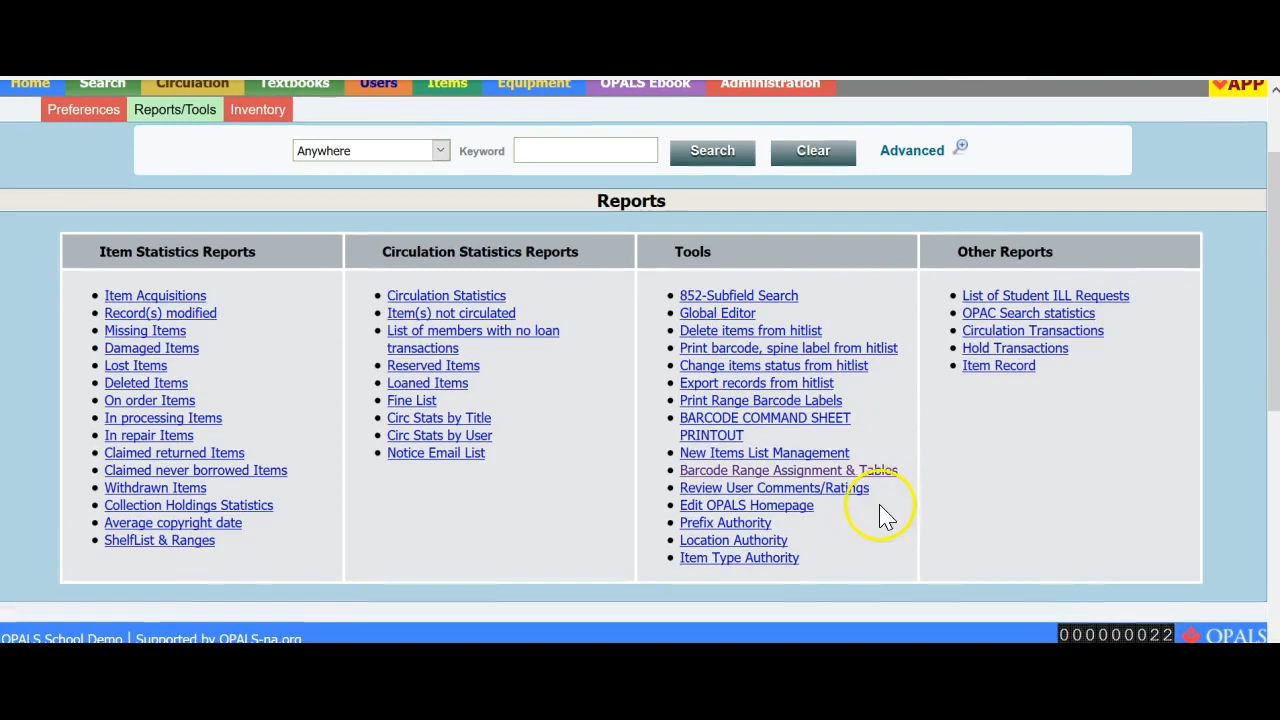 Home Search Circulation Textbooks Users Items Equipment OPALS Ebook Administration APP
Preferences Reports/Tools Inventory
Anywhere Keyword Search Clear Advanced
Reports
Item Statistics Reports
Item Acquisitions
Record(s) modified
Missing Items
Damaged Items
Lost Items
Deleted Items
On order Items
In processing Items
In repair Items
Claimed returned Items
Claimed never borrowed Items
Withdrawn Items
Collection Holdings Statistics
Average copyright date
ShelfList & Ranges
Circulation Statistics Reports
Circulation Statistics
Item(s) not circulated
List of members with no loan
transactions
Reserved Items
Loaned Items
Fine List
Circ Stats by Title
Circ Stats by User
Notice Email List
Tools
852-Subfield Search
Global Editor
Delete items from hitlist
Print barcode, spine label from hitlist
Change items status from hitlist
Export records from hitlist
Print Range Barcode Labels
BARCODE COMMAND SHEET
PRINTOUT
New Items List Management
Barcode Range Assignment & Tables
Review User Comments/Ratings
Edit OPALS Homepage
Prefix Authority
Location Authority
Item Type Authority
Other Reports
List of Student ILL Requests
OPAC Search statistics
Circulation Transactions
Hold Transactions
Item Record
OPALS School Demo | Supported by OPALS-na.org
000000022 OPALS